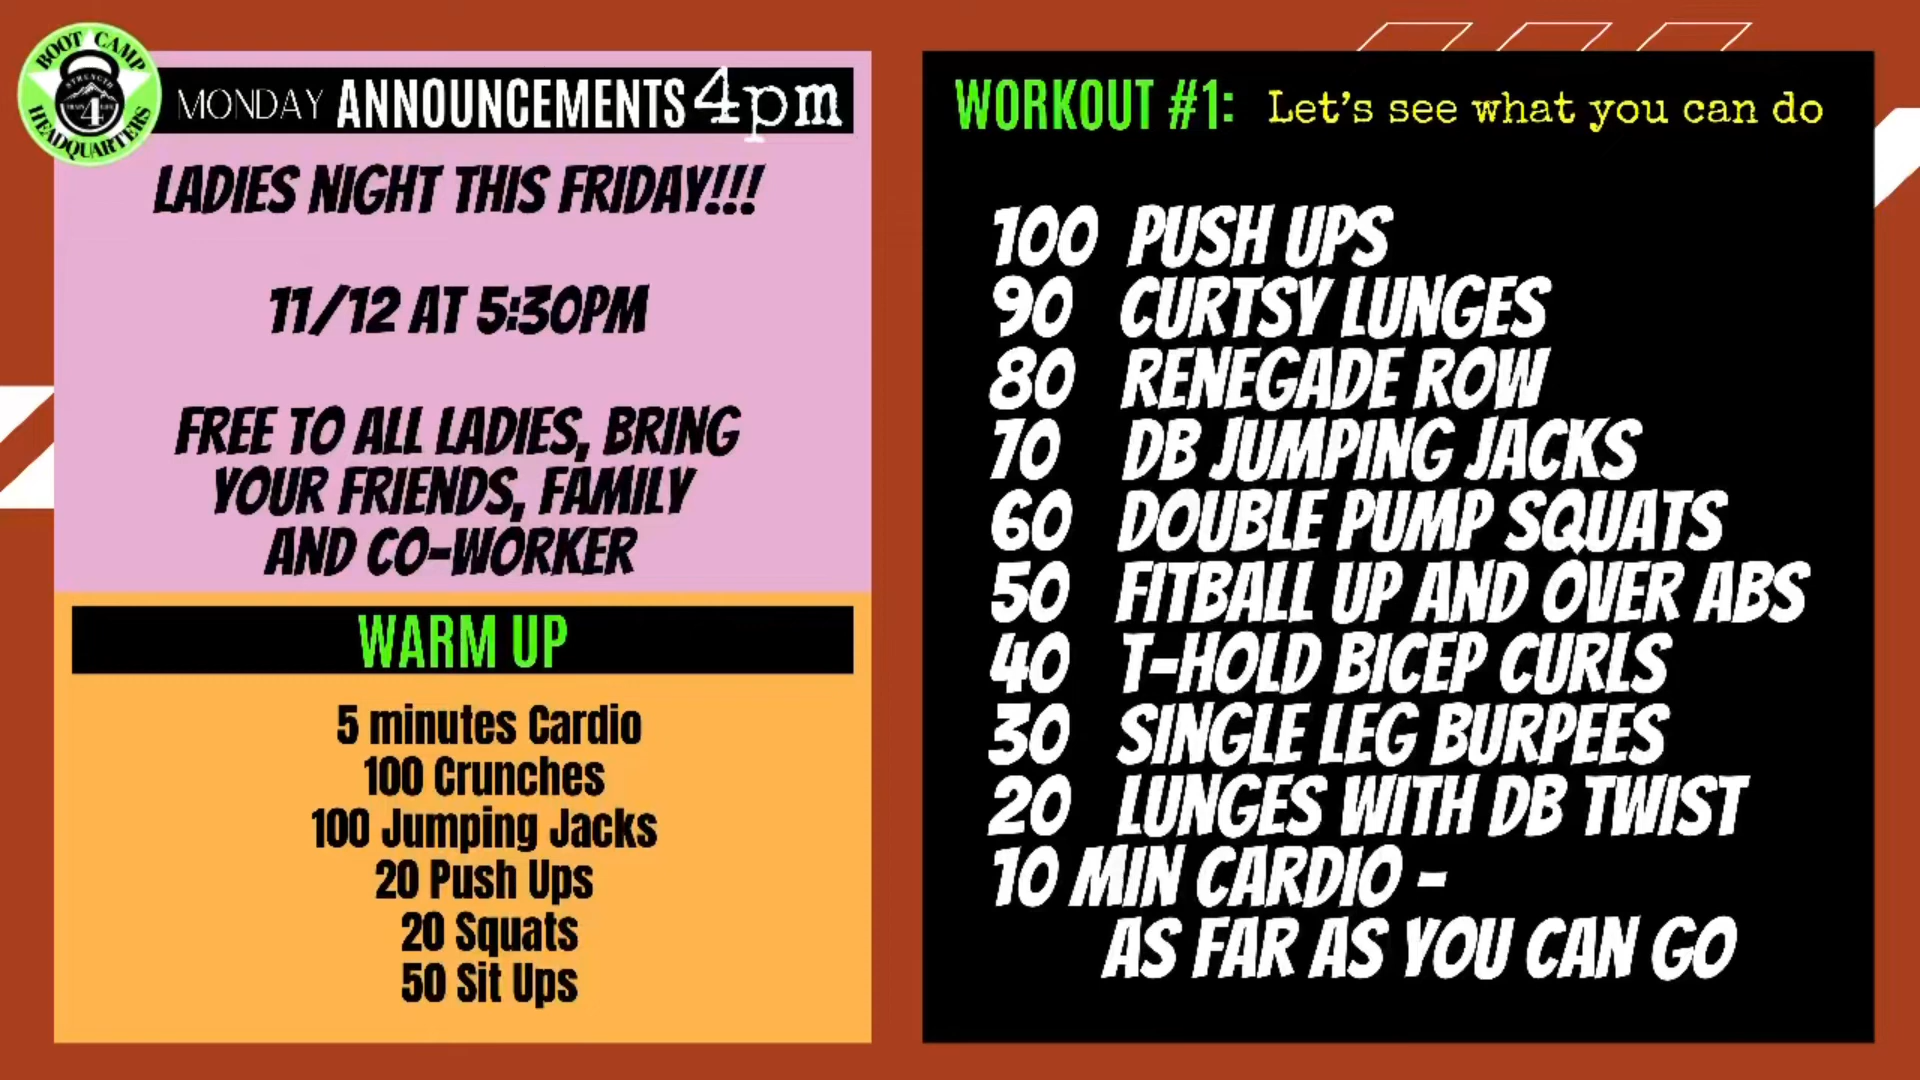 BOOT CAMP
STRENGTH
4
HEADQUARTERS
MONDAY ANNOUNCEMENTS 4pm
LADIES NIGHT THIS FRIDAY!!!
11/12 AT 5:30PM
FREE TO ALL LADIES, BRING
YOUR FRIENDS, FAMILY
AND CO-WORKER
WARM UP
5 minutes Cardio
100 Crunches
100 Jumping Jacks
20 Push Ups
20 Squats
50 Sit Ups
WORKOUT #1: Let's see what you can do
100 PUSH UPS
90 CURTSY LUNGES
80 RENEGADE ROW
70 DB JUMPING JACKS
60 DOUBLE PUMP SQUATS
50 FITBALL UP AND OVER ABS
40 T-HOLD BICEP CURLS
30 SINGLE LEG BURPEES
20 LUNGES WITH DB TWIST
10 MIN CARDIO -
AS FAR AS YOU CAN GO